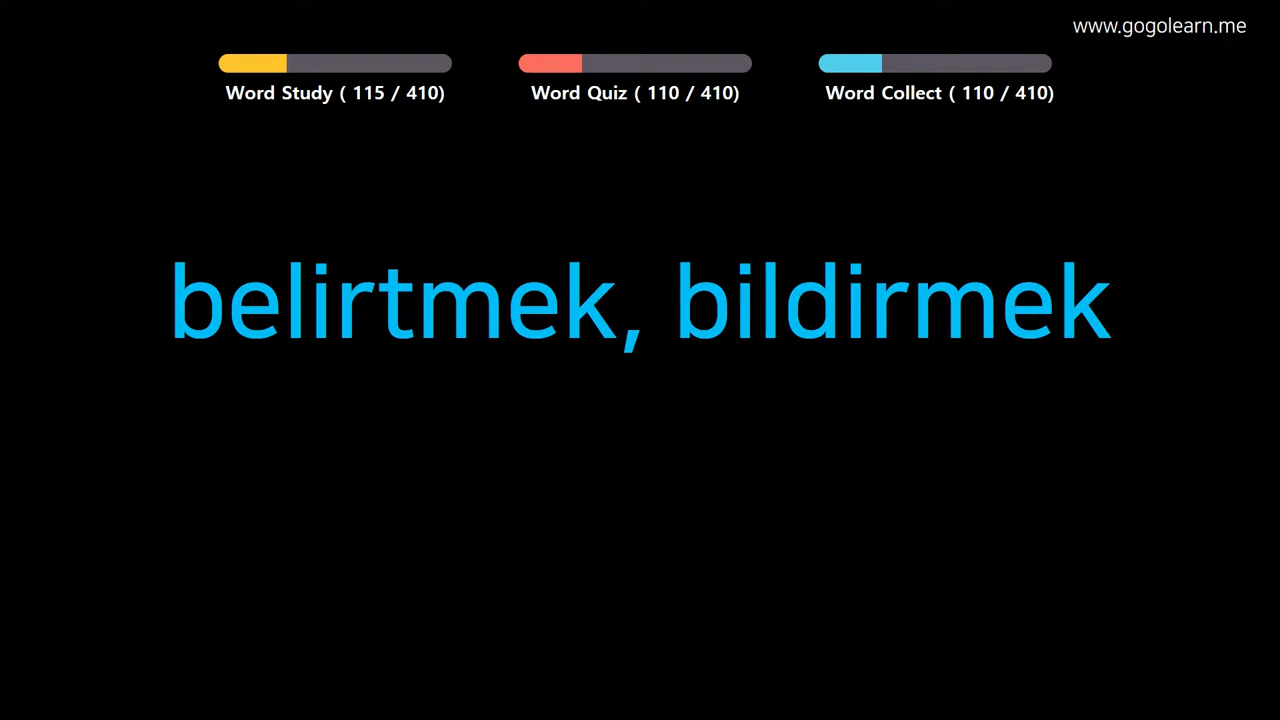 www.gogolearn.me
Word Study ( 115 / 410)
Word Quiz ( 110 / 410)
Word Collect ( 110 / 410)
belirtmek, bildirmek